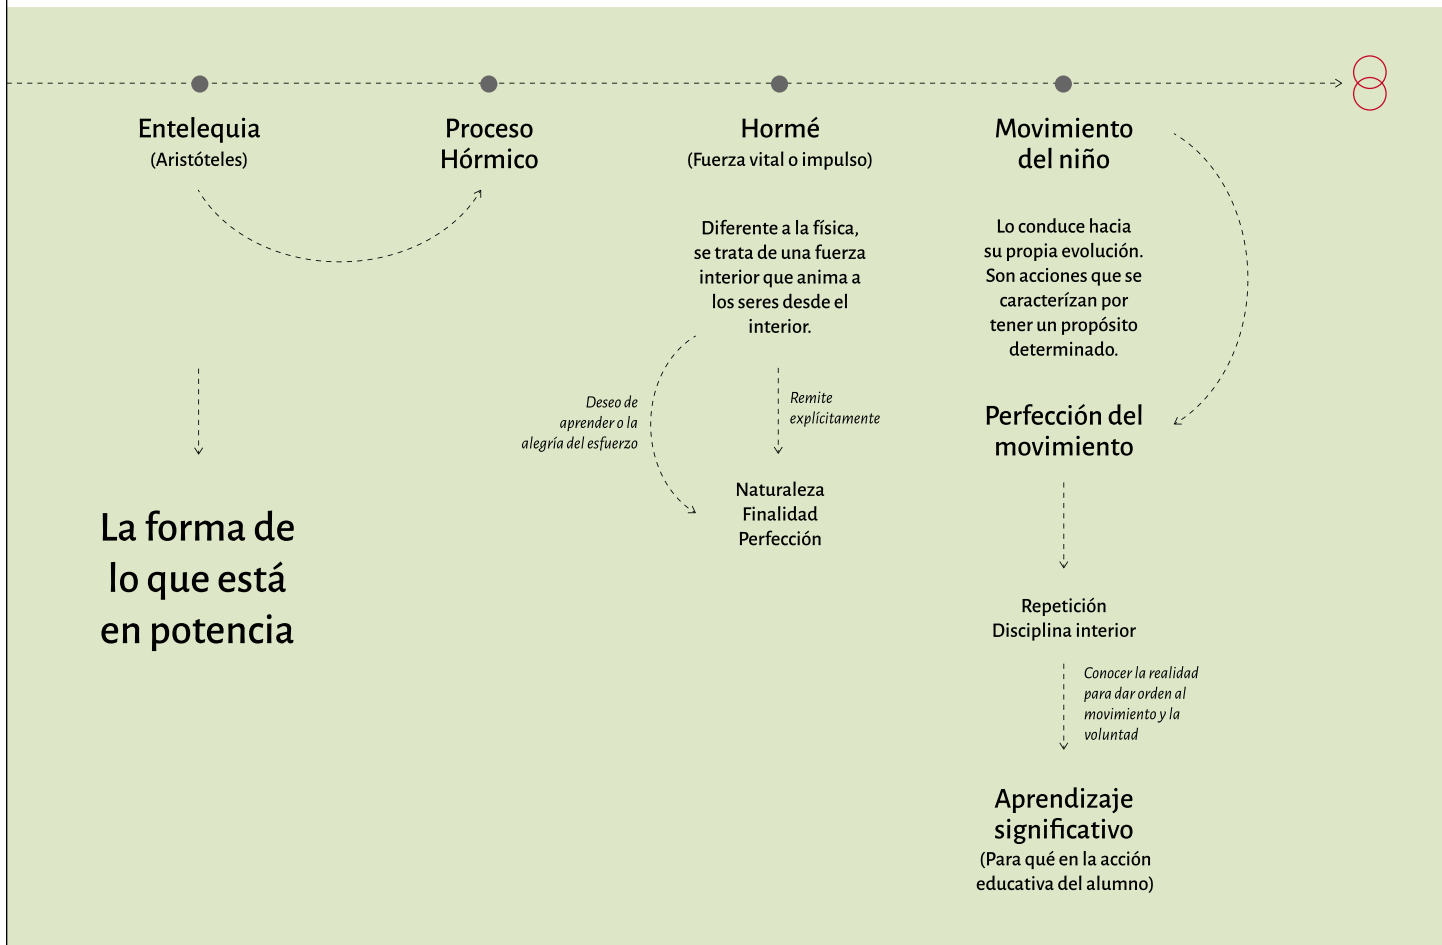 Entelequia
(Aristóteles)
La forma de
lo que está
en potencia
Proceso
Hórmico
Hormé
(Fuerza vital o impulso)
Diferente a la física,
se trata de una fuerza
interior que anima a
los seres desde el
interior.
Deseo de
aprender o la
alegría del esfuerzo
Remite
explícitamente
Naturaleza
Finalidad
Perfección
Movimiento
del niño
Lo conduce hacia
su propia evolución.
Son acciones que se
caracterízan por
tener un propósito
determinado.
Perfección del
movimiento
Repetición
Disciplina interior
Conocer la realidad
para dar orden al
movimiento y la
voluntad
Aprendizaje
significativo
(Para qué en la acción
educativa del alumno)